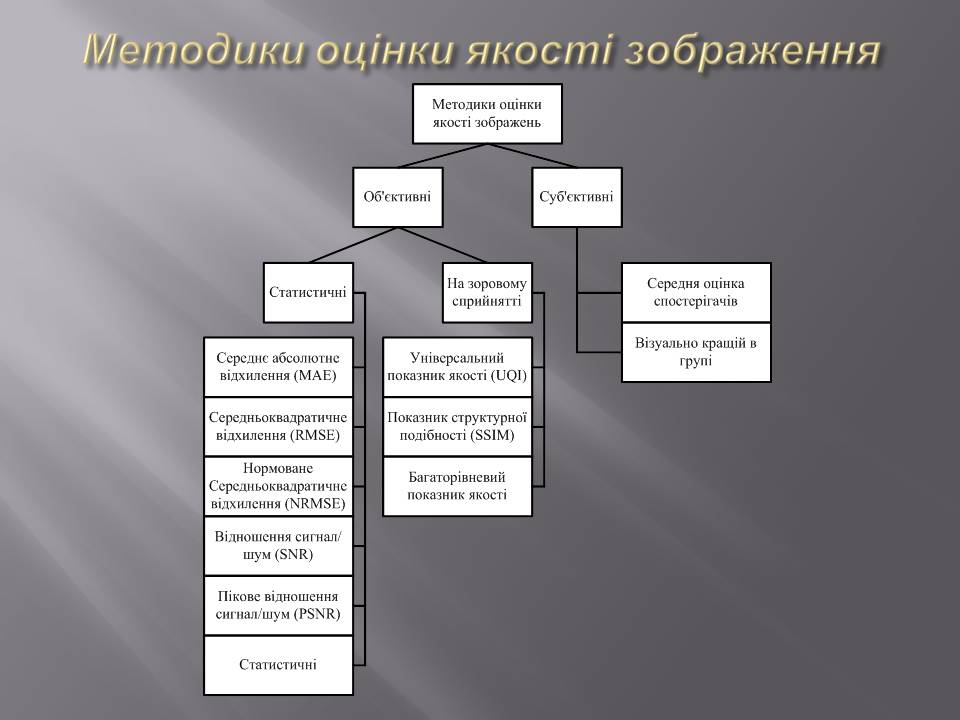 Методики оцінки якості зображення
Методики оцінки
якості зображень
Об'єктивні
Суб'єктивні
Статистичні
На зоровому
сприйнятті
Середня оцінка
спостерігачів
Візуально кращій в
групі
Середнє абсолютне
відхилення (MAE)
Середньоквадратичне
відхилення (RMSE)
Нормоване
Середньоквадратичне
відхилення (NRMSE)
Відношення сигнал/
шум (SNR)
Пікове відношення
сигнал/шум (PSNR)
Статистичні
Універсальний
показник якості (UQI)
Показник структурної
подібності (SSIM)
Багаторівневий
показник якості